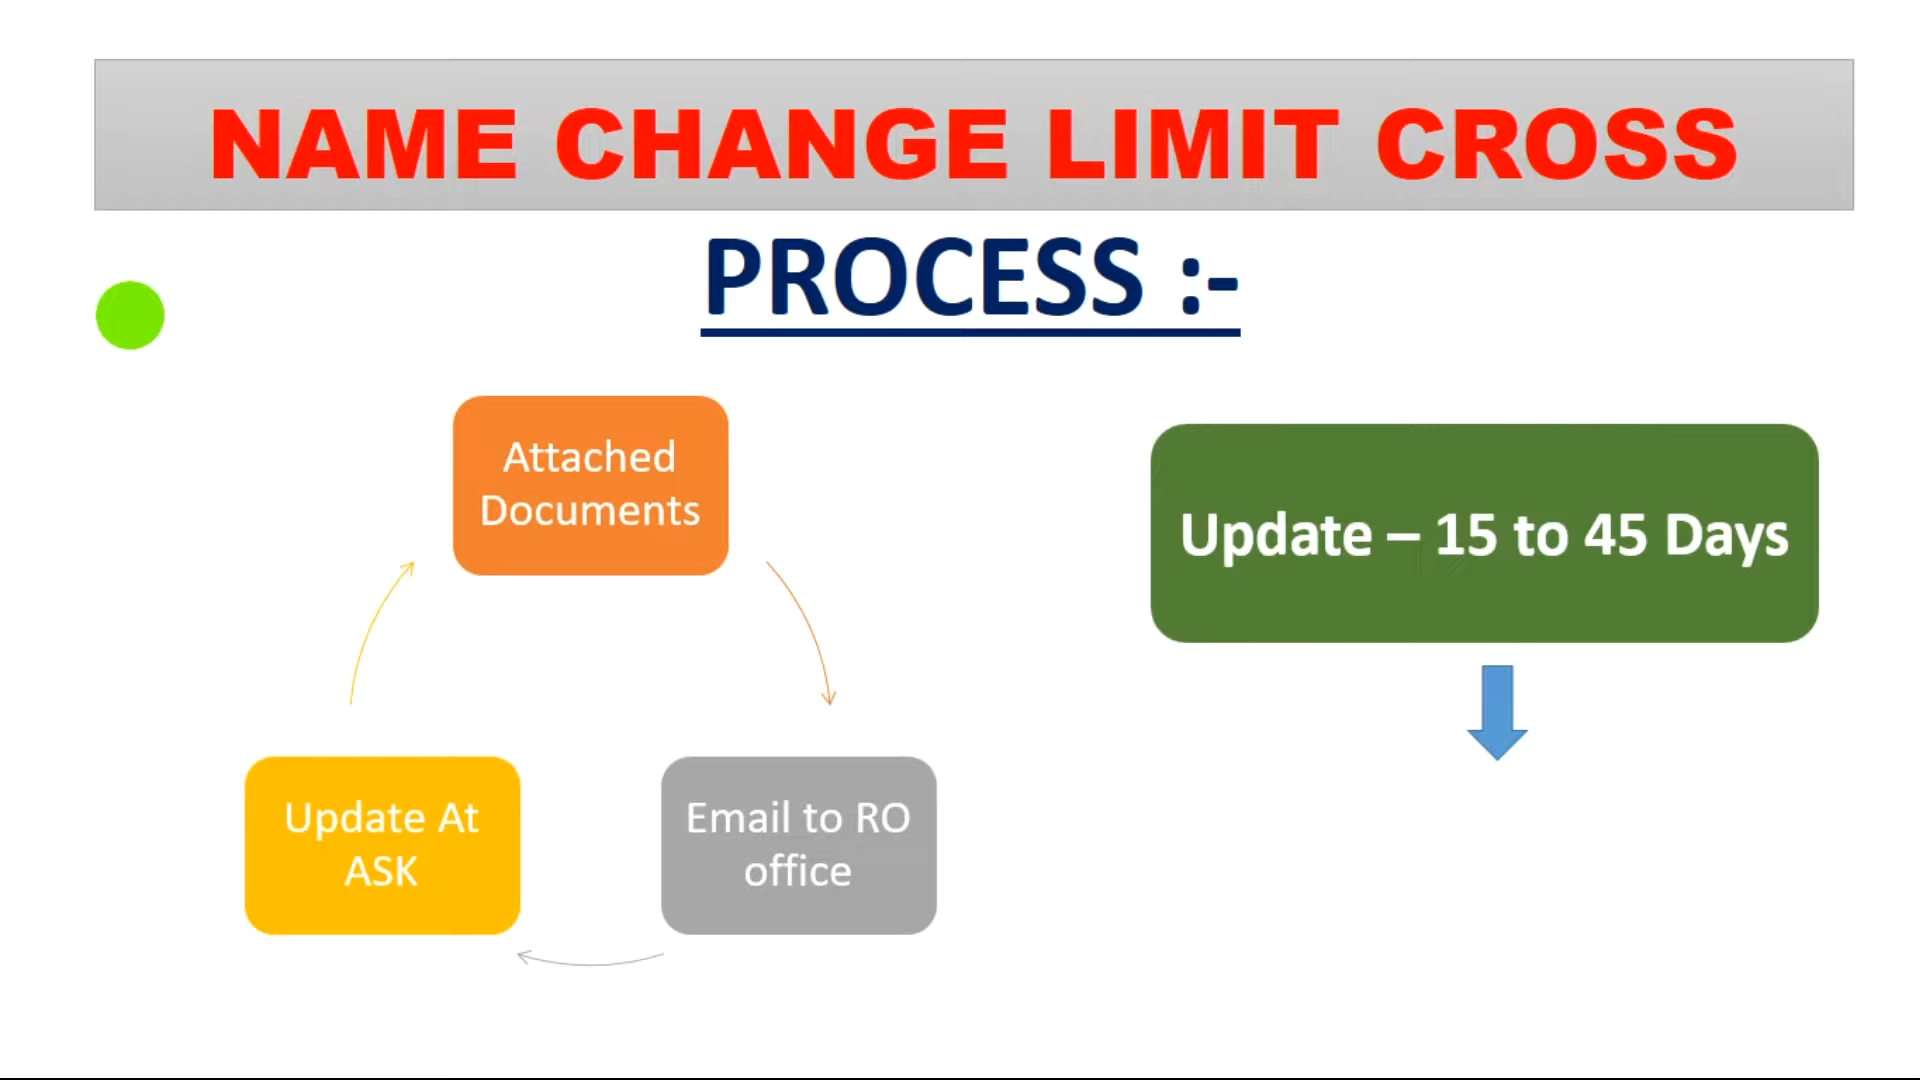 NAME CHANGE LIMIT CROSS
PROCESS :-
Attached
Documents
Update – 15 to 45 Days
Update At
ASK
Email to RO
office